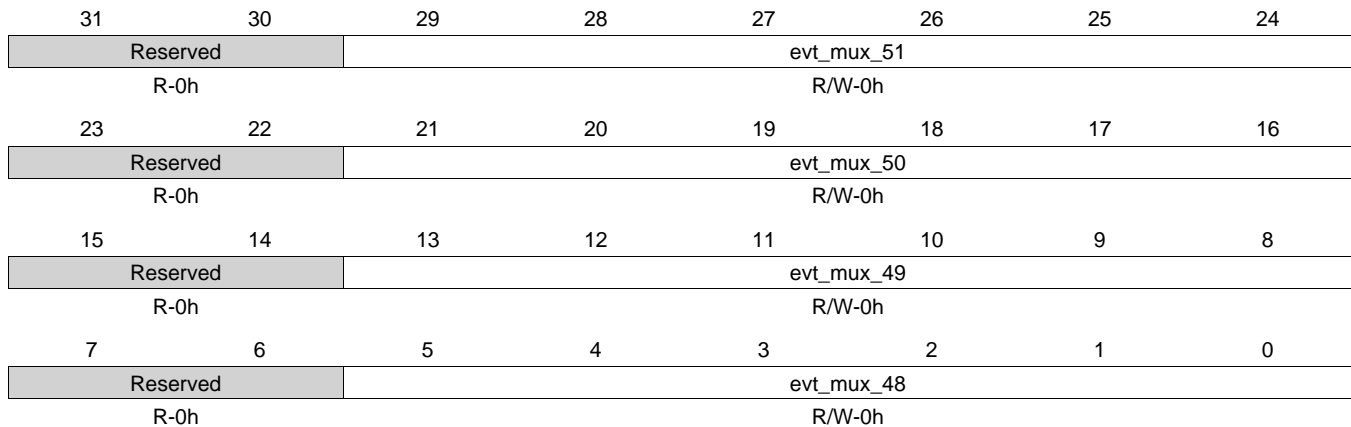 31 30 29 28 27 26 25 24
Reserved evt_mux_51
R-0h R/W-0h
23 22 21 20 19 18 17 16
Reserved evt_mux_50
R-0h R/W-0h
15 14 13 12 11 10 9 8
Reserved evt_mux_49
R-0h R/W-0h
7 6 5 4 3 2 1 0
Reserved evt_mux_48
R-0h R/W-0h